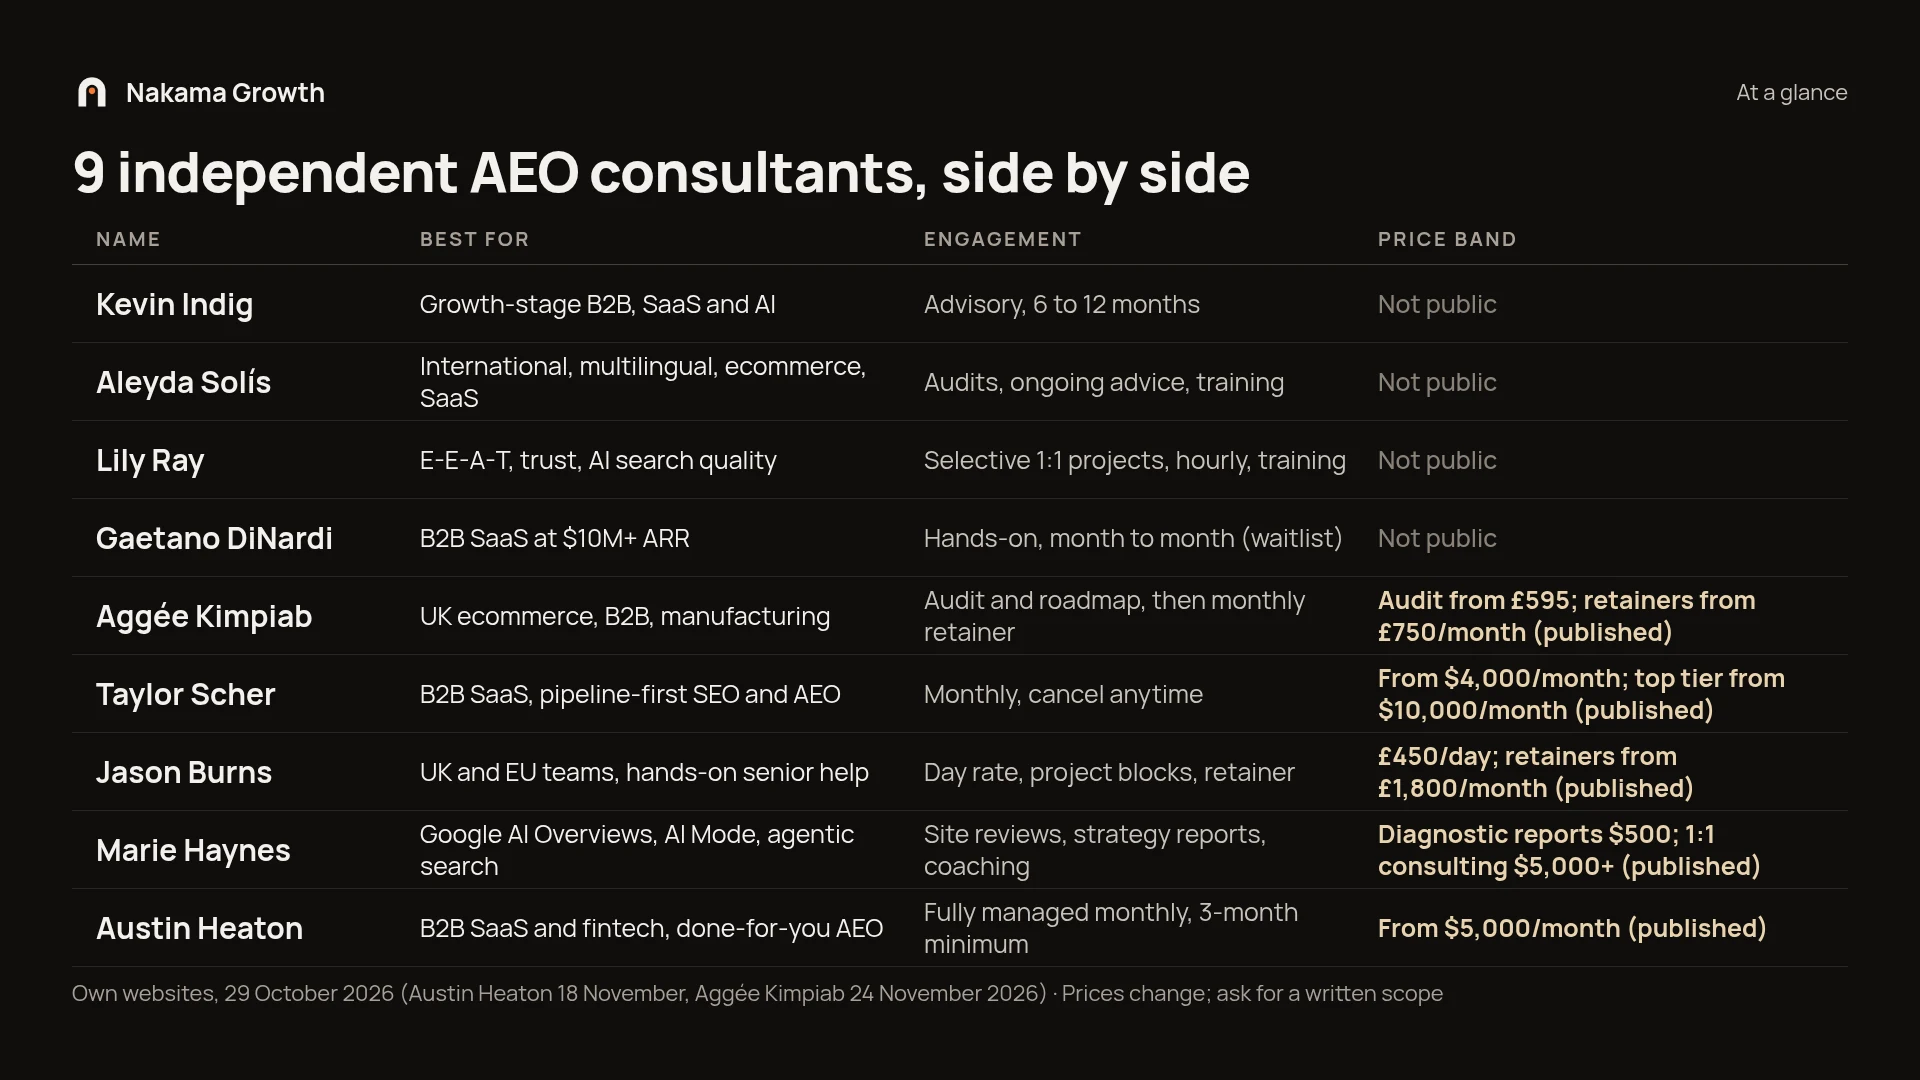 Nakama Growth
At a glance
9 independent AEO consultants, side by side
NAME BEST FOR ENGAGEMENT PRICE BAND
Kevin Indig
Growth-stage B2B, SaaS and AI
Advisory, 6 to 12 months
Not public
Aleyda Solís
International, multilingual, ecommerce,
SaaS
Audits, ongoing advice, training
Not public
Lily Ray
E-E-A-T, trust, AI search quality
Selective 1:1 projects, hourly, training
Not public
Gaetano DiNardi
B2B SaaS at $10M+ ARR
Hands-on, month to month (waitlist)
Not public
Aggée Kimpiab
UK ecommerce, B2B, manufacturing
Audit and roadmap, then monthly
retainer
Audit from £595; retainers from
£750/month (published)
Taylor Scher
B2B SaaS, pipeline-first SEO and AEO
Monthly, cancel anytime
From $4,000/month; top tier from
$10,000/month (published)
Jason Burns
UK and EU teams, hands-on senior help
Day rate, project blocks, retainer
£450/day; retainers from
£1,800/month (published)
Marie Haynes
Google AI Overviews, AI Mode, agentic
search
Site reviews, strategy reports,
coaching
Diagnostic reports $500; 1:1
consulting $5,000+ (published)
Austin Heaton
B2B SaaS and fintech, done-for-you AEO
Fully managed monthly, 3-month
minimum
From $5,000/month (published)
Own websites, 29 October 2026 (Austin Heaton 18 November, Aggée Kimpiab 24 November 2026) · Prices change; ask for a written scope